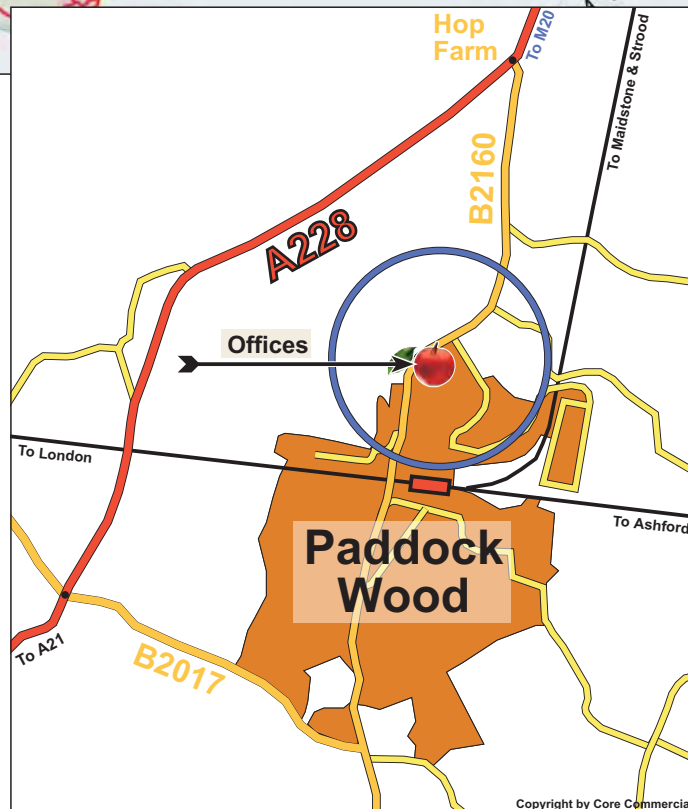 Hop
Farm
To M20
To Maidstone & Strood
B2160
A228
Offices
To London
To Ashford
Paddock
Wood
To A21
B2017
Copyright by Core Commercia